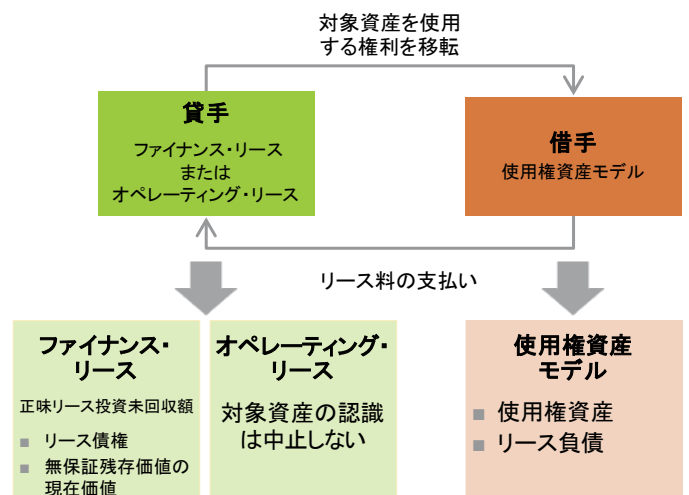 対象資産を使用
する権利を移転
貸手
ファイナンス・リース
または
オペレーティング・リース
借手
使用権資産モデル
リース料の支払い
ファイナンス・
リース
正味リース投資未回収額
■ リース債権
■ 無保証残存価値の
現在価値
オペレーティング・
リース
対象資産の認識
は中止しない
使用権資産
モデル
■ 使用権資産
■ リース負債